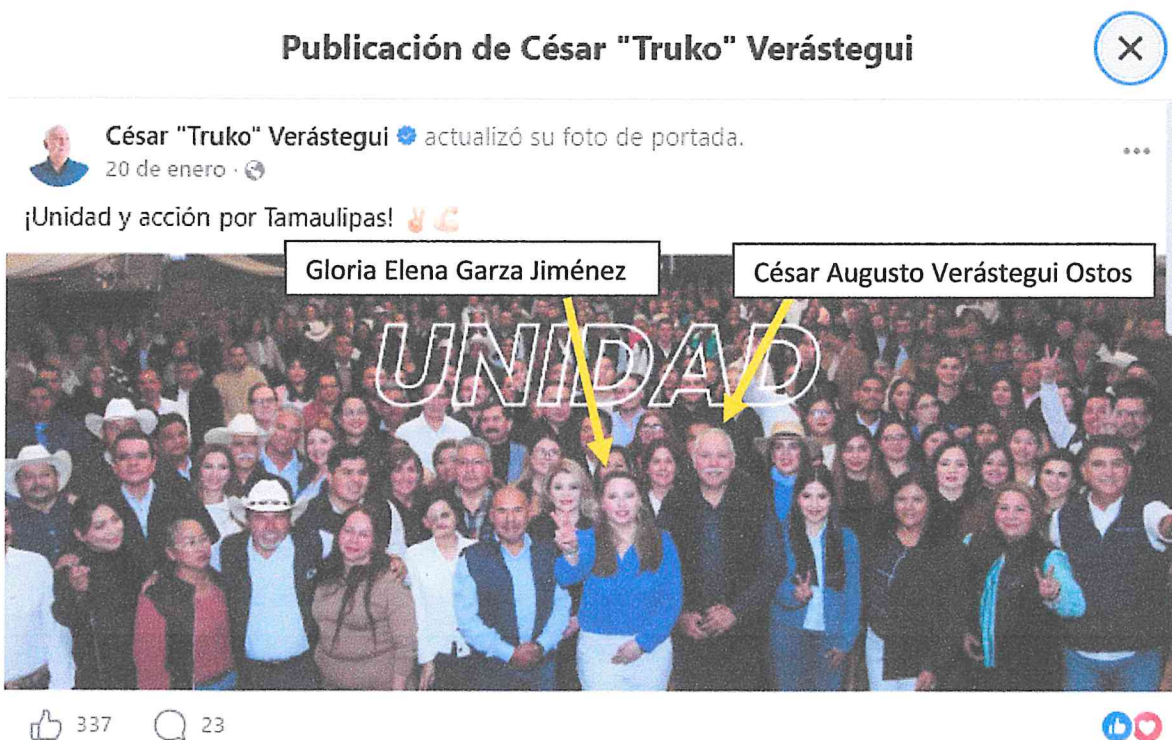 Publicación de César "Truko" Verástegui
César "Truko" Verástegui actualizó su foto de portada.
20 de enero ·
¡Unidad y acción por Tamaulipas!
Gloria Elena Garza Jiménez
César Augusto Verástegui Ostos
UNIDAD
337 23